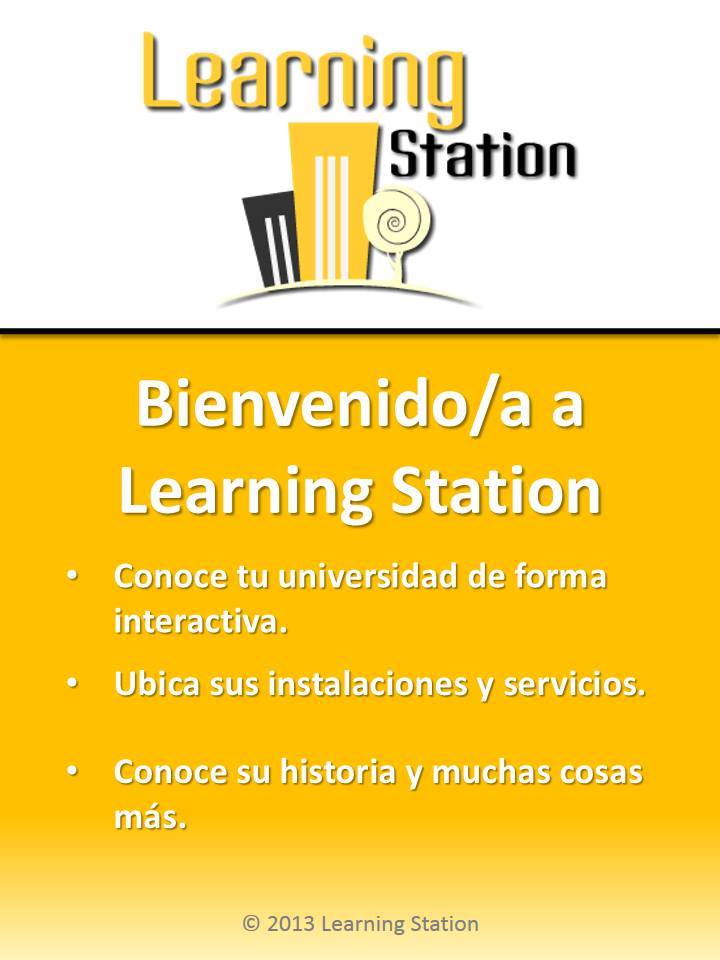 Learning
Station
Bienvenido/a a
Learning Station
• Conoce tu universidad de forma
interactiva.
• Ubica sus instalaciones y servicios.
• Conoce su historia y muchas cosas
más.
© 2013 Learning Station